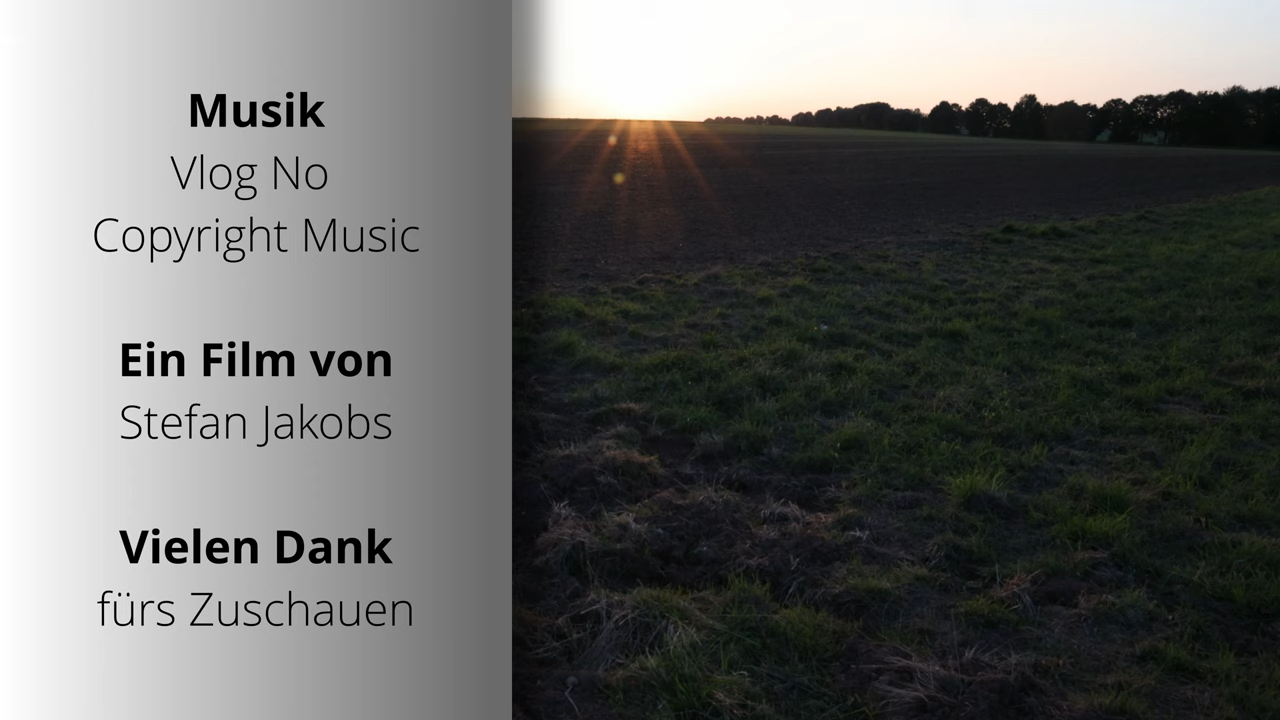 Musik
Vlog No
Copyright Music
Ein Film von
Stefan Jakobs
Vielen Dank
fürs Zuschauen